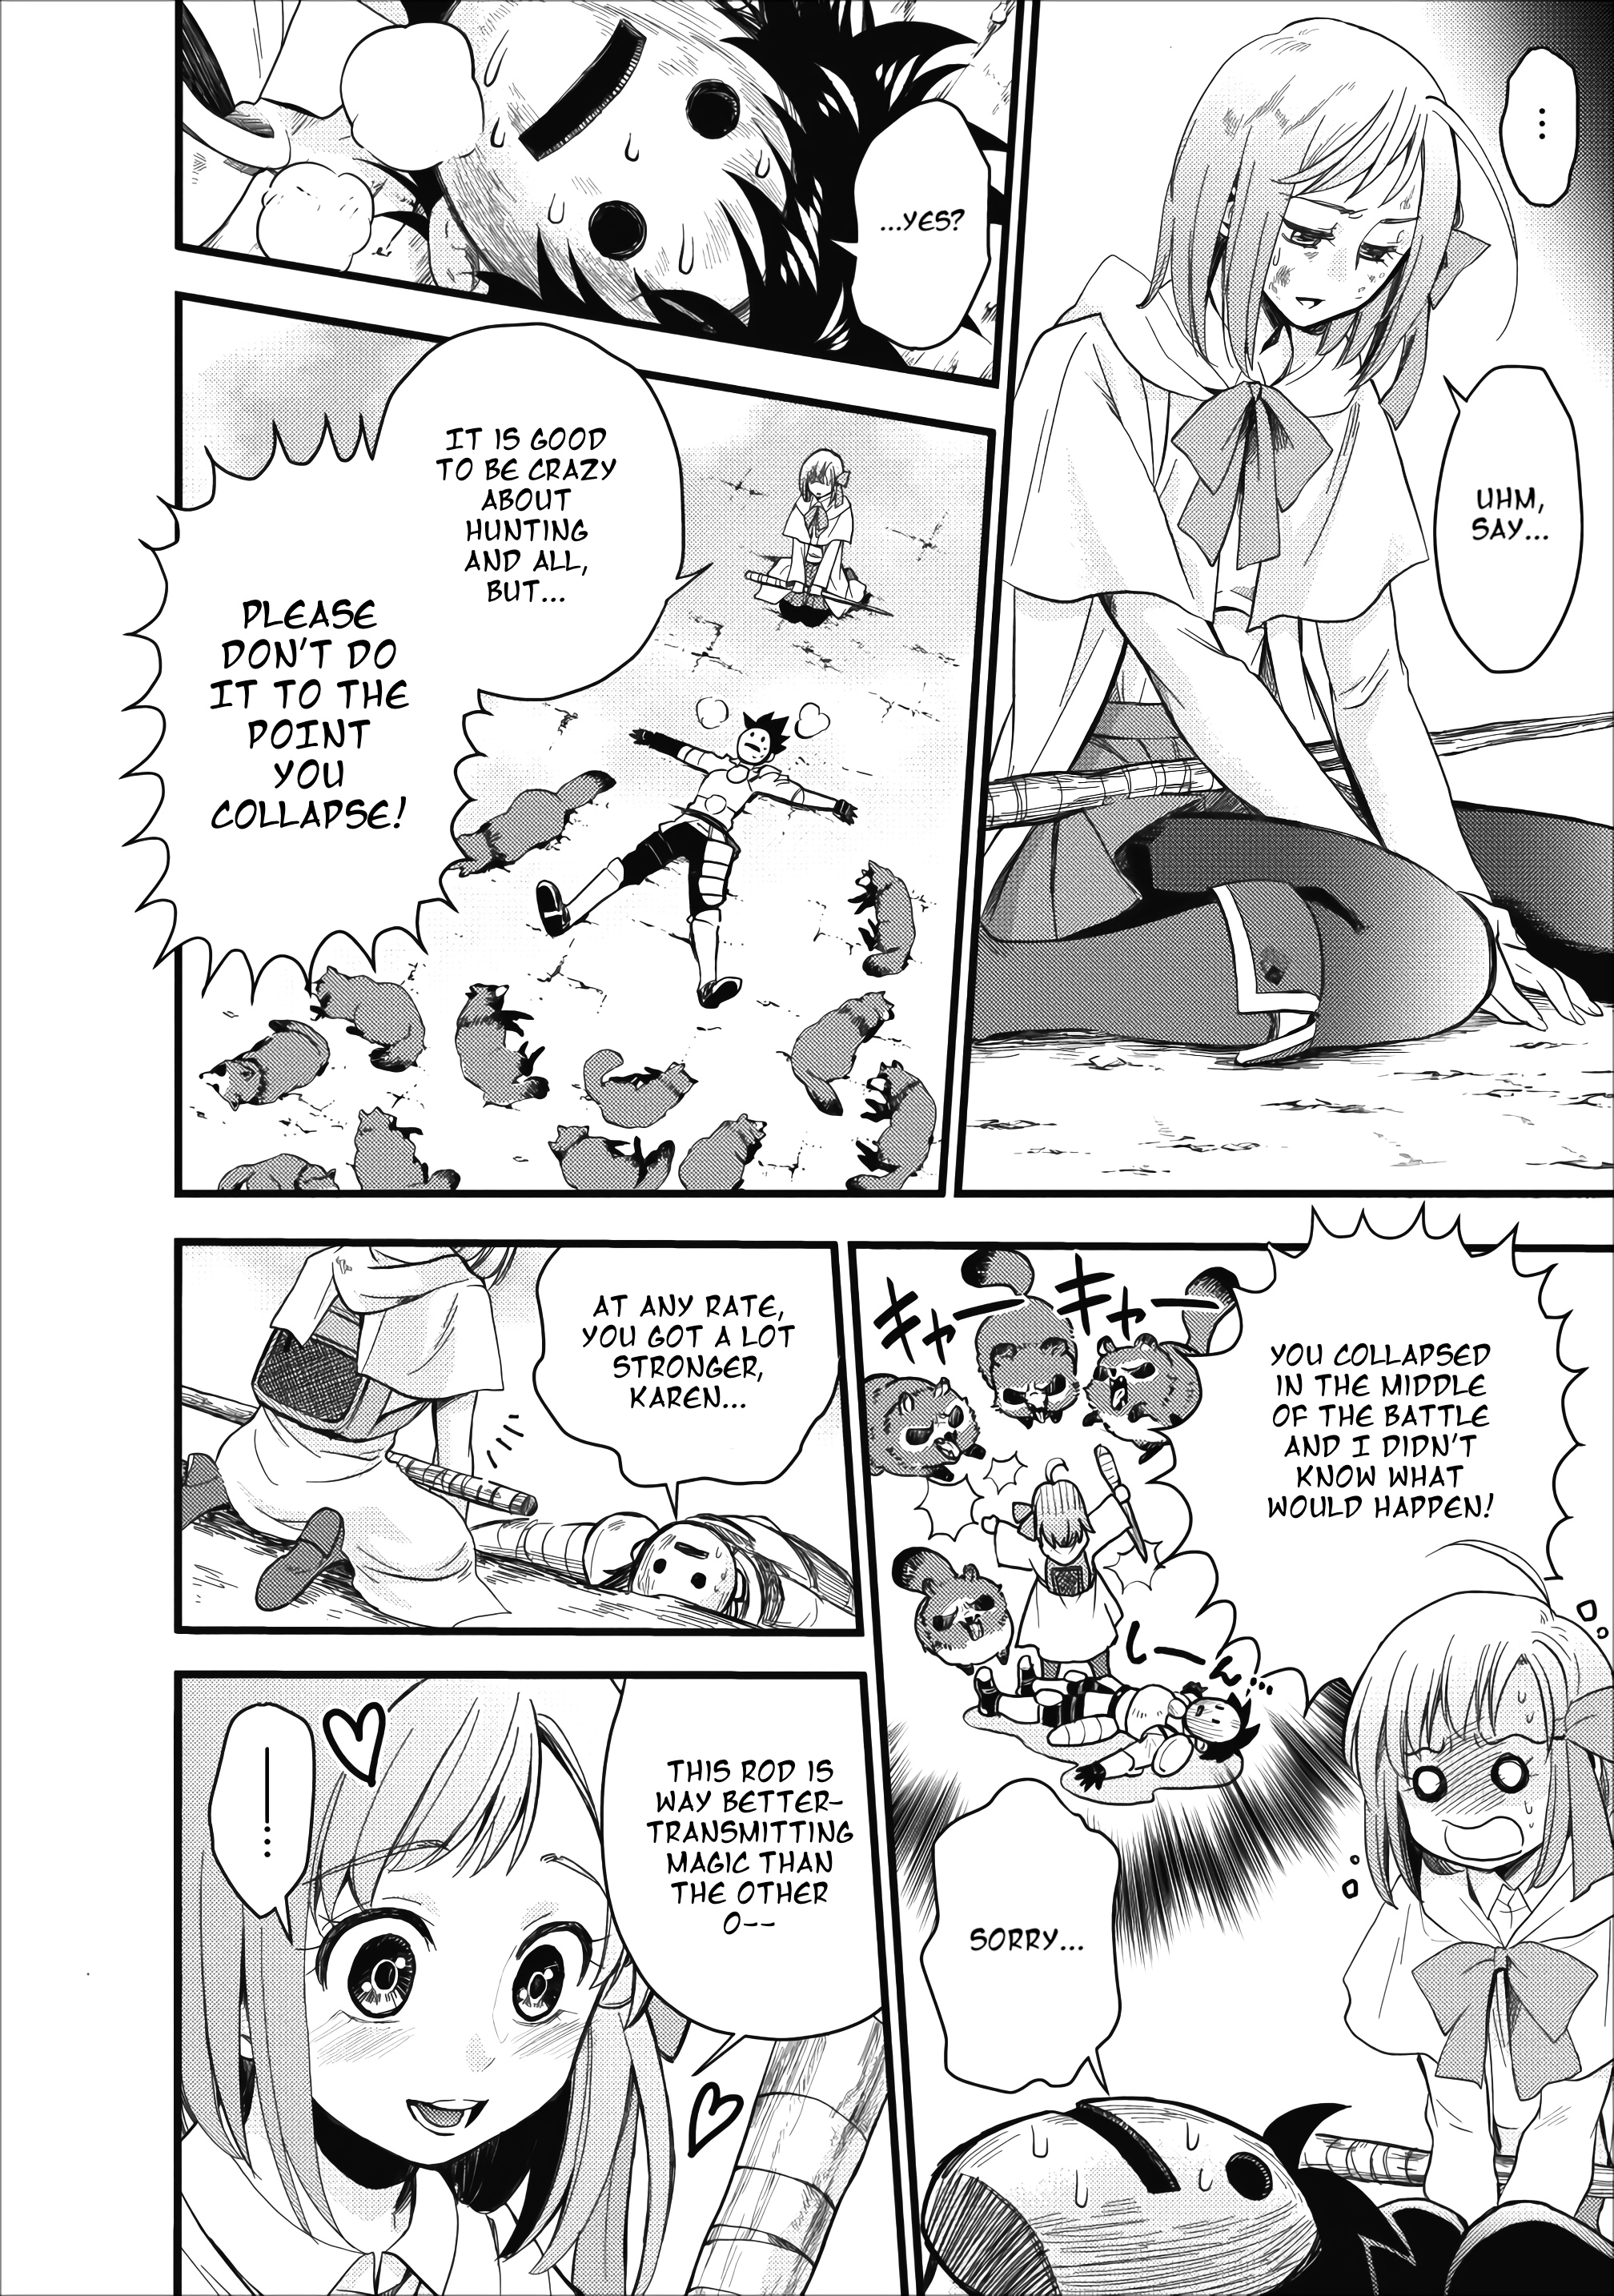 ...
UHM,
SAY...
...YES?
IT IS GOOD
TO BE CRAZY
ABOUT
HUNTING
AND ALL,
BUT...
PLEASE
DON'T DO
IT TO THE
POINT
YOU
COLLAPSE!
YOU COLLAPSED
IN THE MIDDLE
OF THE BATTLE
AND I DIDN'T
KNOW WHAT
WOULD HAPPEN!
キャー
キャー
しーん...
SORRY...
AT ANY RATE,
YOU GOT A LOT
STRONGER,
KAREN...
THIS ROD IS
WAY BETTER-
TRANSMITTING
MAGIC THAN
THE OTHER
O--
—...